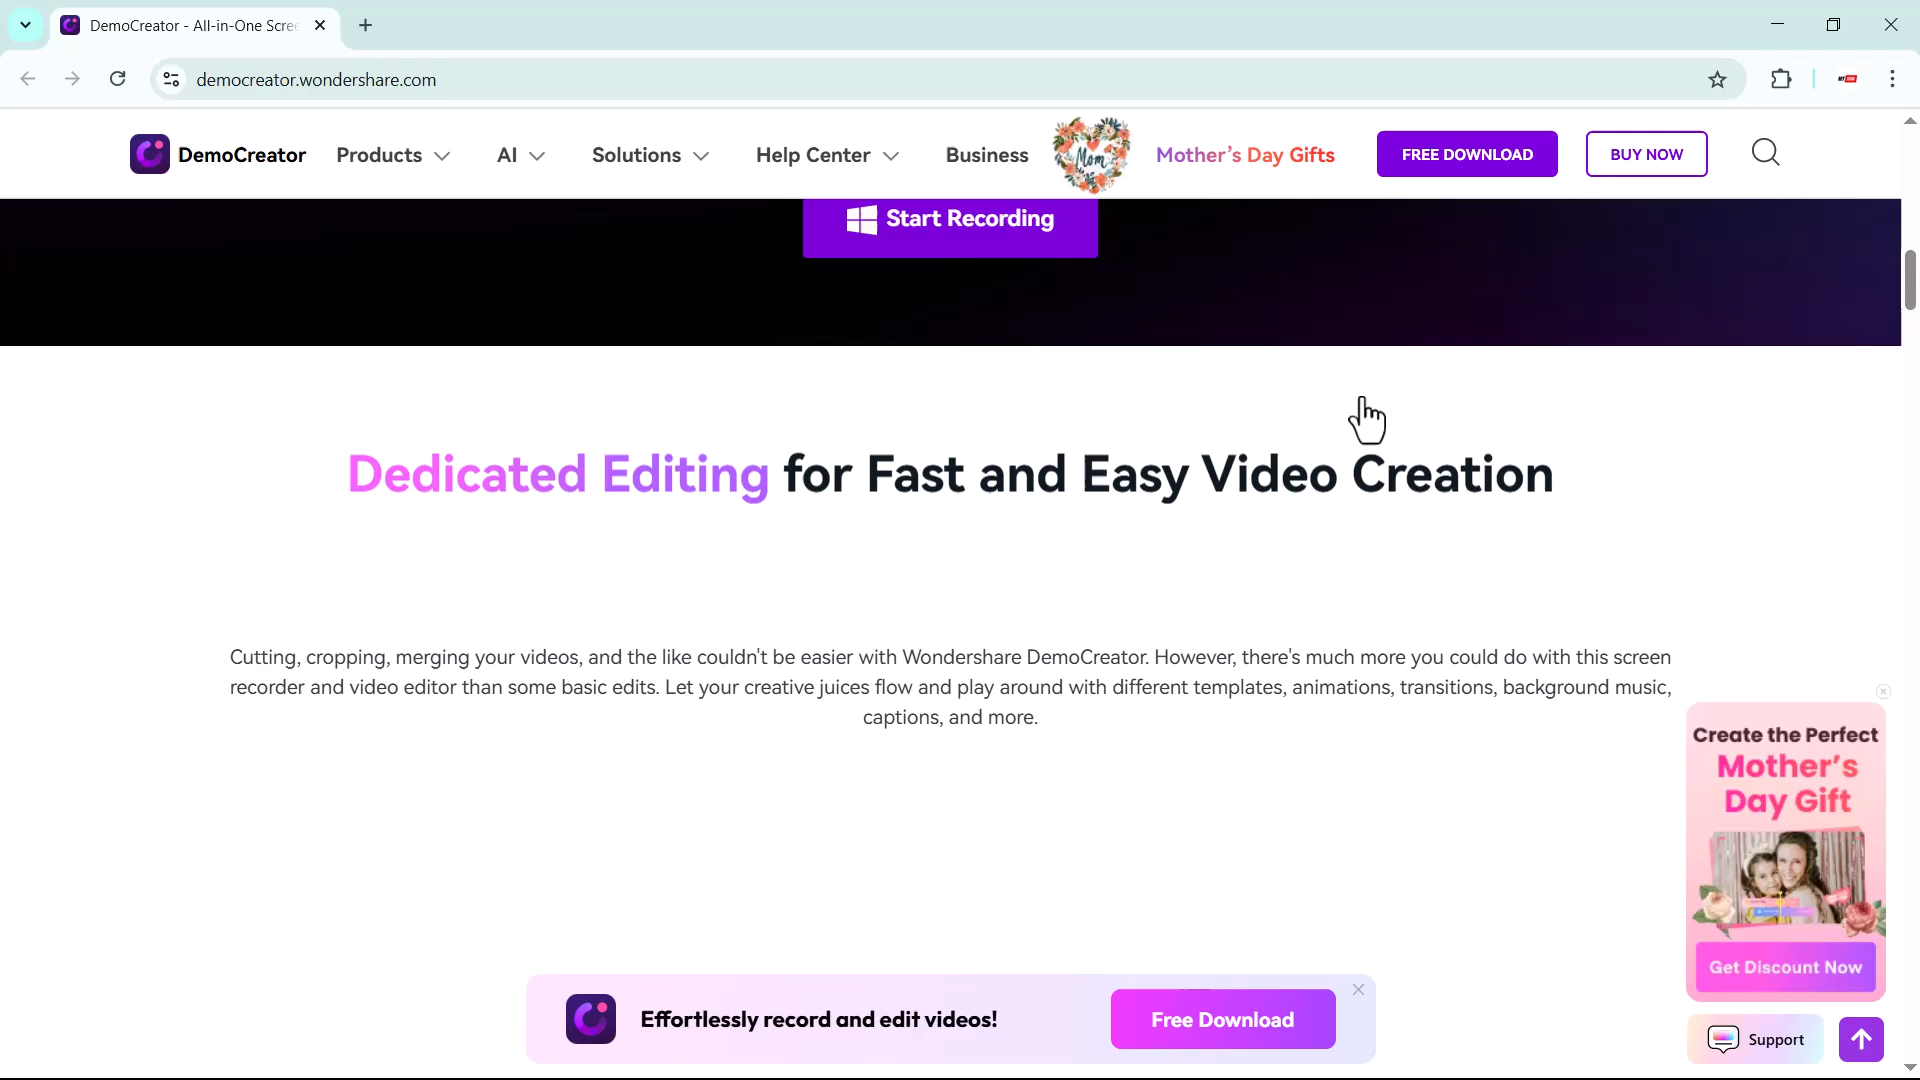 DemoCreator - All-in-One Scre
democreator.wondershare.com
DemoCreator
Products
AI
Solutions
Help Center
Business
Mom
Mother's Day Gifts
FREE DOWNLOAD
BUY NOW
Start Recording
Dedicated Editing for Fast and Easy Video Creation
Cutting, cropping, merging your videos, and the like couldn't be easier with Wondershare DemoCreator. However, there's much more you could do with this screen
recorder and video editor than some basic edits. Let your creative juices flow and play around with different templates, animations, transitions, background music,
captions, and more.
Create the Perfect
Mother's
Day Gift
Get Discount Now
Effortlessly record and edit videos!
Free Download
Support